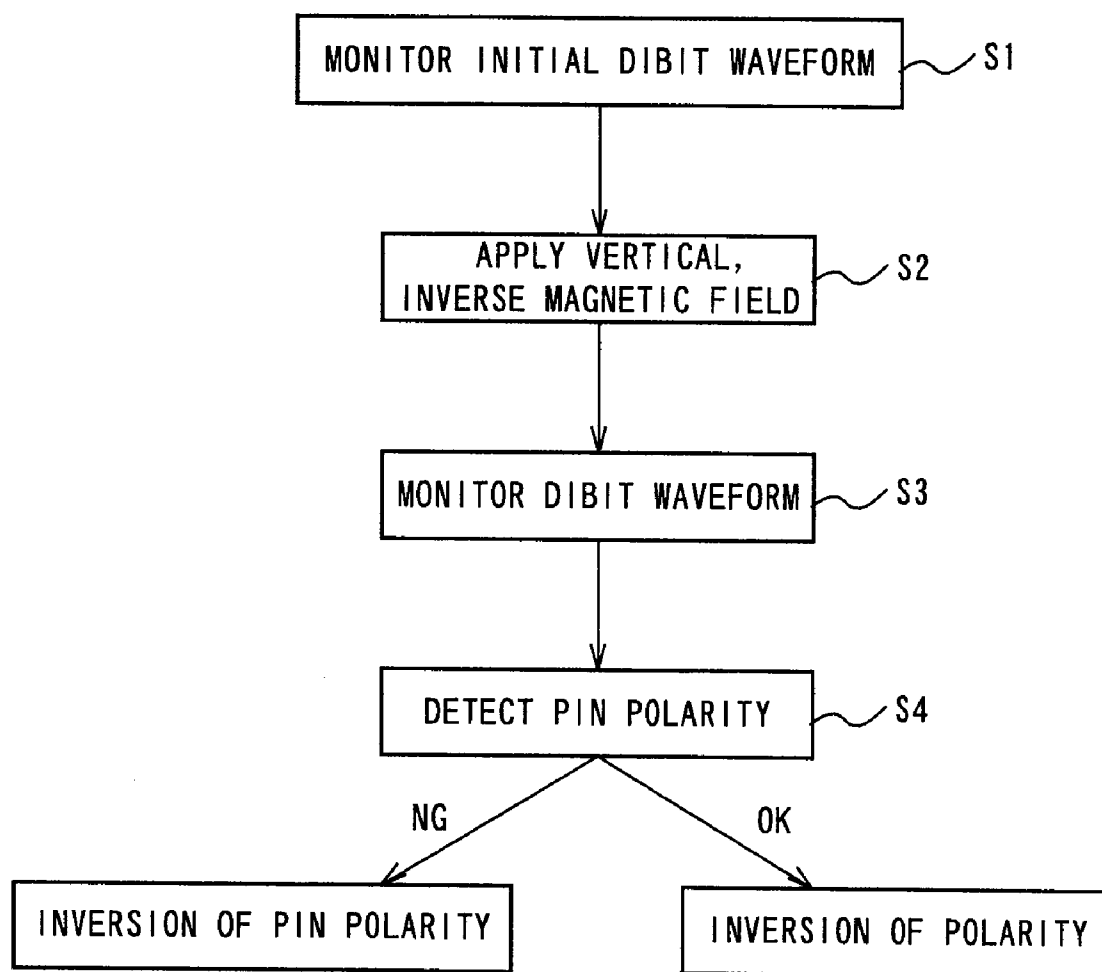 MONITOR INITIAL DIBIT WAVEFORM
S1
APPLY VERTICAL,
INVERSE MAGNETIC FIELD
S2
MONITOR DIBIT WAVEFORM
S3
DETECT PIN POLARITY
S4
NG
OK
INVERSION OF PIN POLARITY
INVERSION OF POLARITY